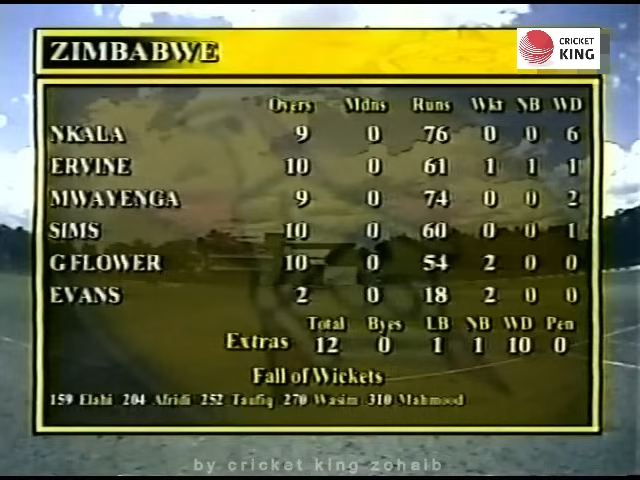 ZIMBABWE
CRICKET
KING
Overs Mdns Runs Wkt NB WD
NKALA 9 0 76 0 0 6
ERVINE 10 0 61 1 1 1
MWAYENGA 9 0 74 0 0 2
SIMS 10 0 60 0 0 1
G FLOWER 10 0 54 2 0 0
EVANS 2 0 18 2 0 0
Total Byes LB NB WD Pen
Extras 12 0 1 1 10 0
Fall of Wickets
159 Elahi 204 Afridi 252 Taufiq 270 Wasim 310 Mahmood
by cricket king zohaib